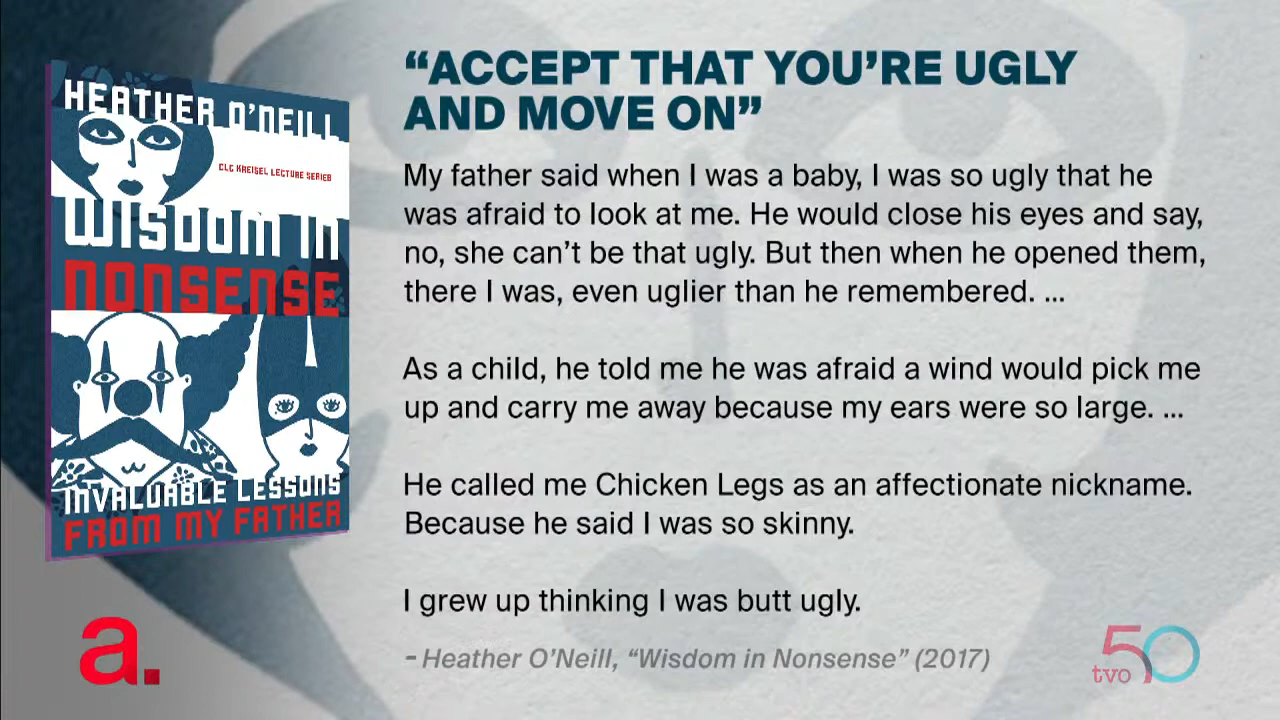 HEATHER O'NEILL
CLC KREISEL LECTURE SERIES
WISDOM IN
NONSENSE
INVALUABLE LESSONS
FROM MY FATHER
“ACCEPT THAT YOU’RE UGLY
AND MOVE ON”
My father said when I was a baby, I was so ugly that he
was afraid to look at me. He would close his eyes and say,
no, she can’t be that ugly. But then when he opened them,
there I was, even uglier than he remembered. ...
As a child, he told me he was afraid a wind would pick me
up and carry me away because my ears were so large. ...
He called me Chicken Legs as an affectionate nickname.
Because he said I was so skinny.
I grew up thinking I was butt ugly.
– Heather O’Neill, “Wisdom in Nonsense” (2017)
a.
tvo 50